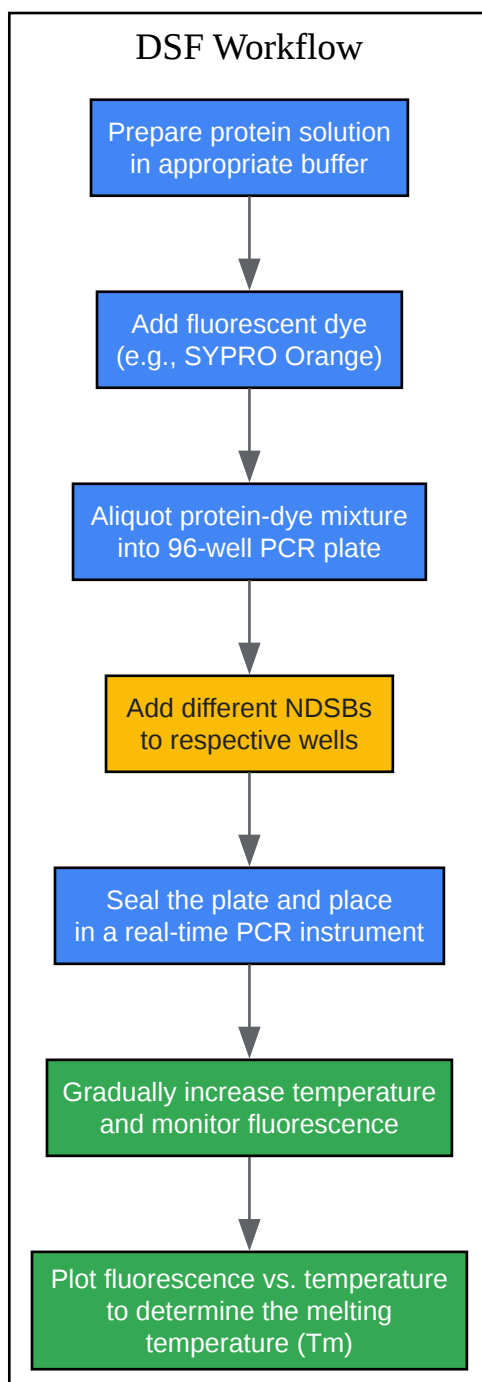 DSF Workflow
Prepare protein solution
in appropriate buffer
Add fluorescent dye
(e.g., SYPRO Orange)
Aliquot protein-dye mixture
into 96-well PCR plate
Add different NDSBs
to respective wells
Seal the plate and place
in a real-time PCR instrument
Gradually increase temperature
and monitor fluorescence
Plot fluorescence vs. temperature
to determine the melting
temperature (Tm)